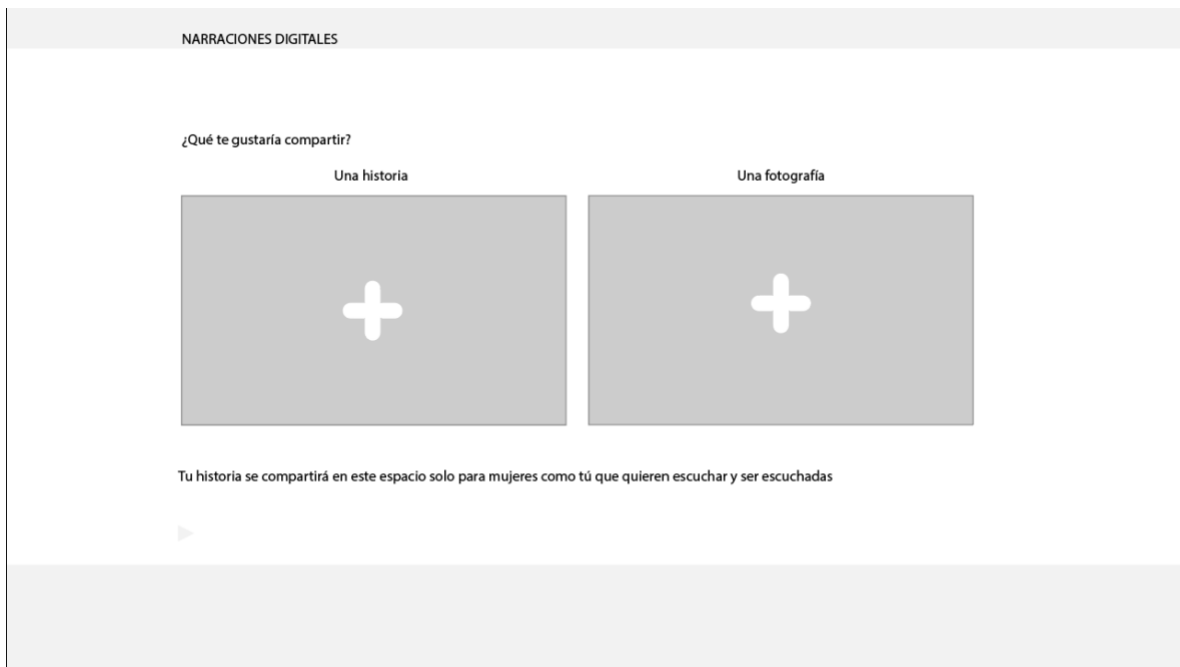 NARRACIONES DIGITALES
¿Qué te gustaría compartir?
Una historia
Una fotografía
Tu historia se compartirá en este espacio solo para mujeres como tú que quieren escuchar y ser escuchadas